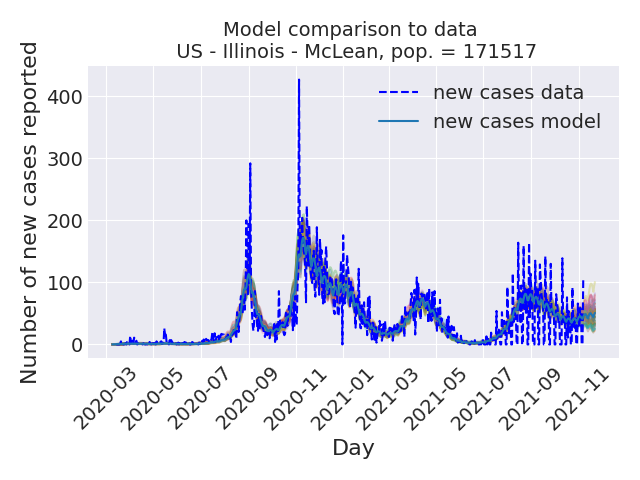 Model comparison to data
US - Illinois - McLean, pop. = 171517
Number of new cases reported
400
300
200
100
0
new cases data
new cases model
2020-03
2020-05
2020-07
2020-09
2020-11
2021-01
2021-03
2021-05
2021-07
2021-09
2021-11
Day